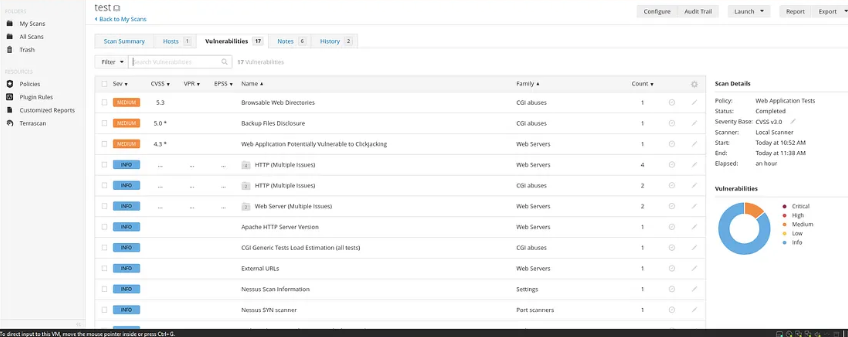 FOLDERS
My Scans
All Scans
Trash
RESOURCES
Policies
Plugin Rules
Customized Reports
Terrascan
test
Back to My Scans
Configure Audit Trail Launch Report Export
Scan Summary Hosts 1 Vulnerabilities 17 Notes 6 History 2
Filter Search Vulnerabilities 17 Vulnerabilities
Sev CVSS VPR EPSS Name Family Count
MEDIUM 5.3 Browsable Web Directories CGI abuses 1
MEDIUM 5.0 * Backup Files Disclosure CGI abuses 1
MEDIUM 4.3 * Web Application Potentially Vulnerable to Clickjacking Web Servers 1
INFO ... ... ... HTTP (Multiple Issues) Web Servers 4
INFO ... ... ... HTTP (Multiple Issues) CGI abuses 2
INFO ... ... ... Web Server (Multiple Issues) Web Servers 2
INFO Apache HTTP Server Version Web Servers 1
INFO CGI Generic Tests Load Estimation (all tests) CGI abuses 1
INFO External URLs Web Servers 1
INFO Nessus Scan Information Settings 1
INFO Nessus SYN scanner Port scanners 1
Scan Details
Policy: Web Application Tests
Status: Completed
Severity Base: CVSS v3.0
Scanner: Local Scanner
Start: Today at 10:52 AM
End: Today at 11:38 AM
Elapsed: an hour
Vulnerabilities
Critical
High
Medium
Low
Info
To direct input to this VM, move the mouse pointer inside or press Ctrl+G.